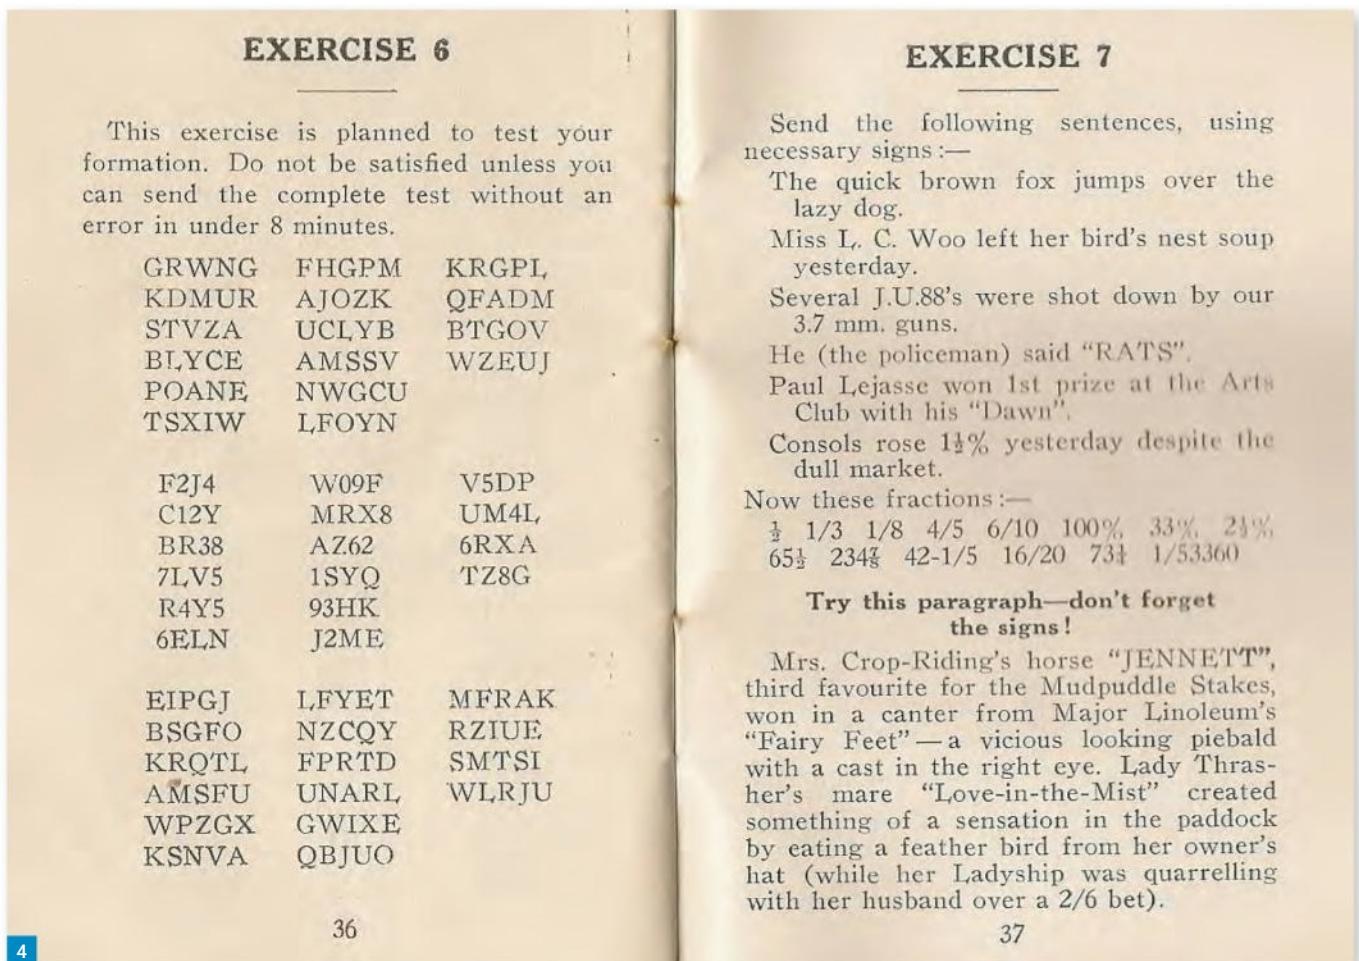 EXERCISE 6
This exercise is planned to test your
formation. Do not be satisfied unless you
can send the complete test without an
error in under 8 minutes.
GRWNG FHGPM KRGPL
KDMUR AJOZK QFADM
STVZA UCLYB BTGOV
BLYCE AMSSV WZEUJ
POANE NWGCU
TSXIW LFOYN
F2J4 W09F V5DP
C12Y MRX8 UM4L
BR38 AZ62 6RXA
7LV5 1SYQ TZ8G
R4Y5 93HK
6ELN J2ME
EIPGJ LFYET MFRAK
BSGFO NZCQY RZIUE
KRQTL FPRTD SMTSI
AMSFU UNARL WLRJU
WPZGX GWIXE
KSNVA QBJUO
36
4
EXERCISE 7
Send the following sentences, using
necessary signs :—
The quick brown fox jumps over the
lazy dog.
Miss L. C. Woo left her bird's nest soup
yesterday.
Several J.U.88's were shot down by our
3.7 mm. guns.
He (the policeman) said "RATS".
Paul Lejasse won 1st prize at the Arts
Club with his "Dawn".
Consols rose 1½% yesterday despite the
dull market.
Now these fractions :—
½ 1/3 1/8 4/5 6/10 100%, 33%,
65½ 234⅞ 42-1/5 16/20 1/53360
Try this paragraph—don't forget
the signs !
Mrs. Crop-Riding's horse "JENNETT",
third favourite for the Mudpuddle Stakes,
won in a canter from Major Linoleum's
"Fairy Feet" — a vicious looking piebald
with a cast in the right eye. Lady Thras-
her's mare "Love-in-the-Mist" created
something of a sensation in the paddock
by eating a feather bird from her owner's
hat (while her Ladyship was quarrelling
with her husband over a 2/6 bet).
37